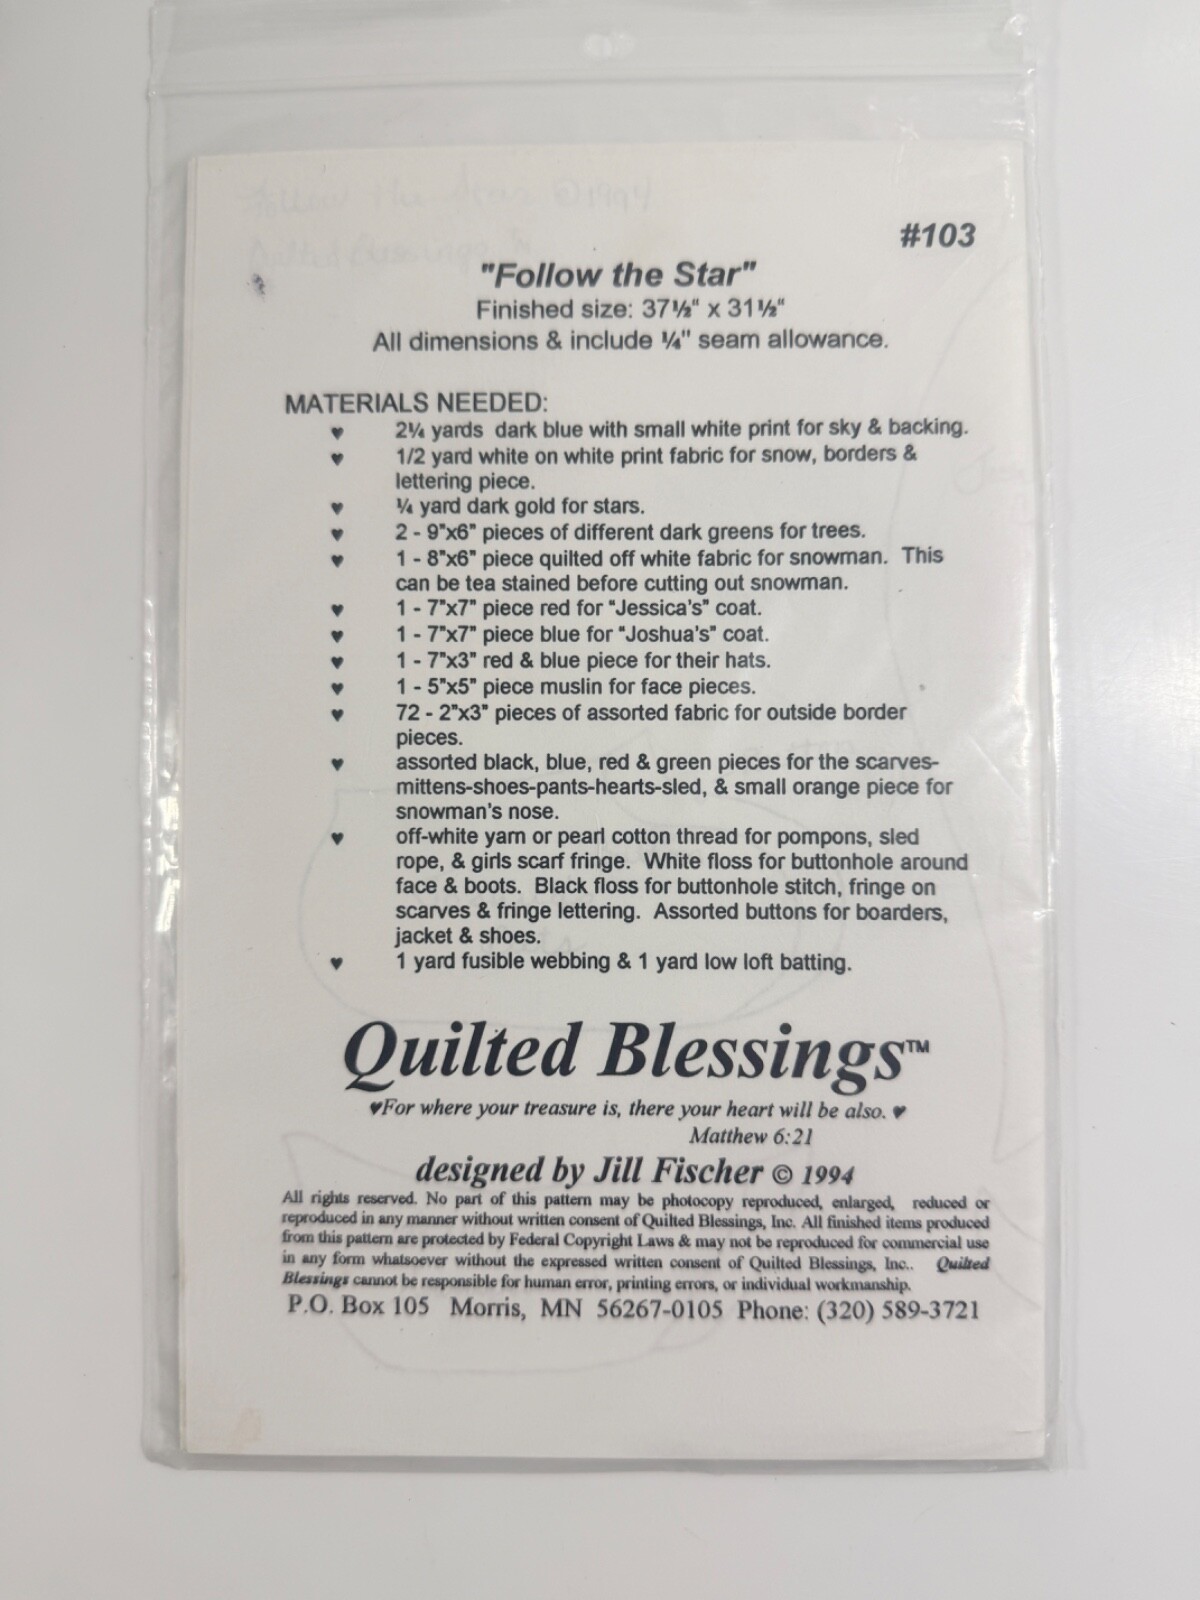 #103
"Follow the Star"
Finished size: 37½" x 31½"
All dimensions & include ¼" seam allowance.
MATERIALS NEEDED:
♥ 2¼ yards dark blue with small white print for sky & backing.
♥ 1/2 yard white on white print fabric for snow, borders &
lettering piece.
♥ ¼ yard dark gold for stars.
♥ 2 - 9"x6" pieces of different dark greens for trees.
♥ 1 - 8"x6" piece quilted off white fabric for snowman. This
can be tea stained before cutting out snowman.
♥ 1 - 7"x7" piece red for "Jessica's" coat.
♥ 1 - 7"x7" piece blue for "Joshua's" coat.
♥ 1 - 7"x3" red & blue piece for their hats.
♥ 1 - 5"x5" piece muslin for face pieces.
♥ 72 - 2"x3" pieces of assorted fabric for outside border
pieces.
♥ assorted black, blue, red & green pieces for the scarves-
mittens-shoes-pants-hearts-sled, & small orange piece for
snowman's nose.
♥ off-white yarn or pearl cotton thread for pompons, sled
rope, & girls scarf fringe. White floss for buttonhole around
face & boots. Black floss for buttonhole stitch, fringe on
scarves & fringe lettering. Assorted buttons for boarders,
jacket & shoes.
♥ 1 yard fusible webbing & 1 yard low loft batting.
Quilted Blessings™
♥For where your treasure is, there your heart will be also. ♥
Matthew 6:21
designed by Jill Fischer © 1994
All rights reserved. No part of this pattern may be photocopy reproduced, enlarged, reduced or
reproduced in any manner without written consent of Quilted Blessings, Inc. All finished items produced
from this pattern are protected by Federal Copyright Laws & may not be reproduced for commercial use
in any form whatsoever without the expressed written consent of Quilted Blessings, Inc.. Quilted
Blessings cannot be responsible for human error, printing errors, or individual workmanship.
P.O. Box 105 Morris, MN 56267-0105 Phone: (320) 589-3721